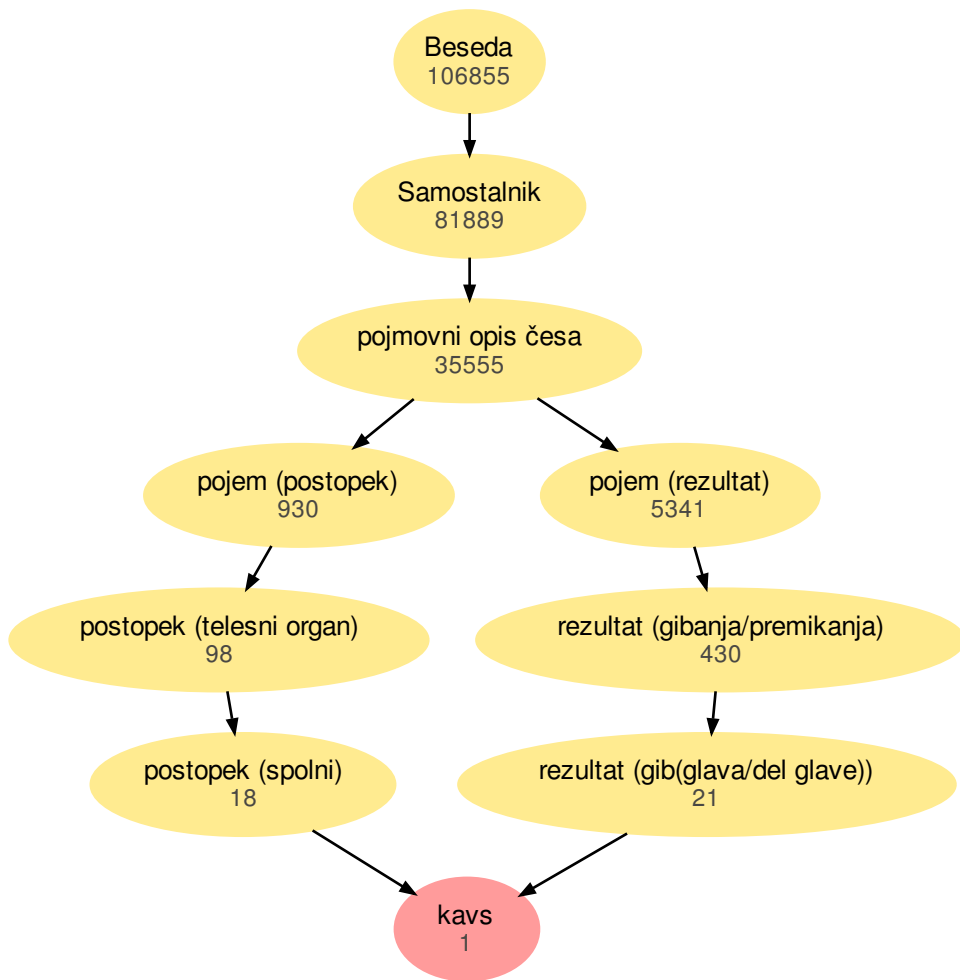 Beseda
106855
Samostalnik
81889
pojmovni opis česa
35555
pojem (postopek)
930
pojem (rezultat)
5341
postopek (telesni organ)
98
rezultat (gibanja/premikanja)
430
postopek (spolni)
18
rezultat (gib(glava/del glave))
21
kavs
1